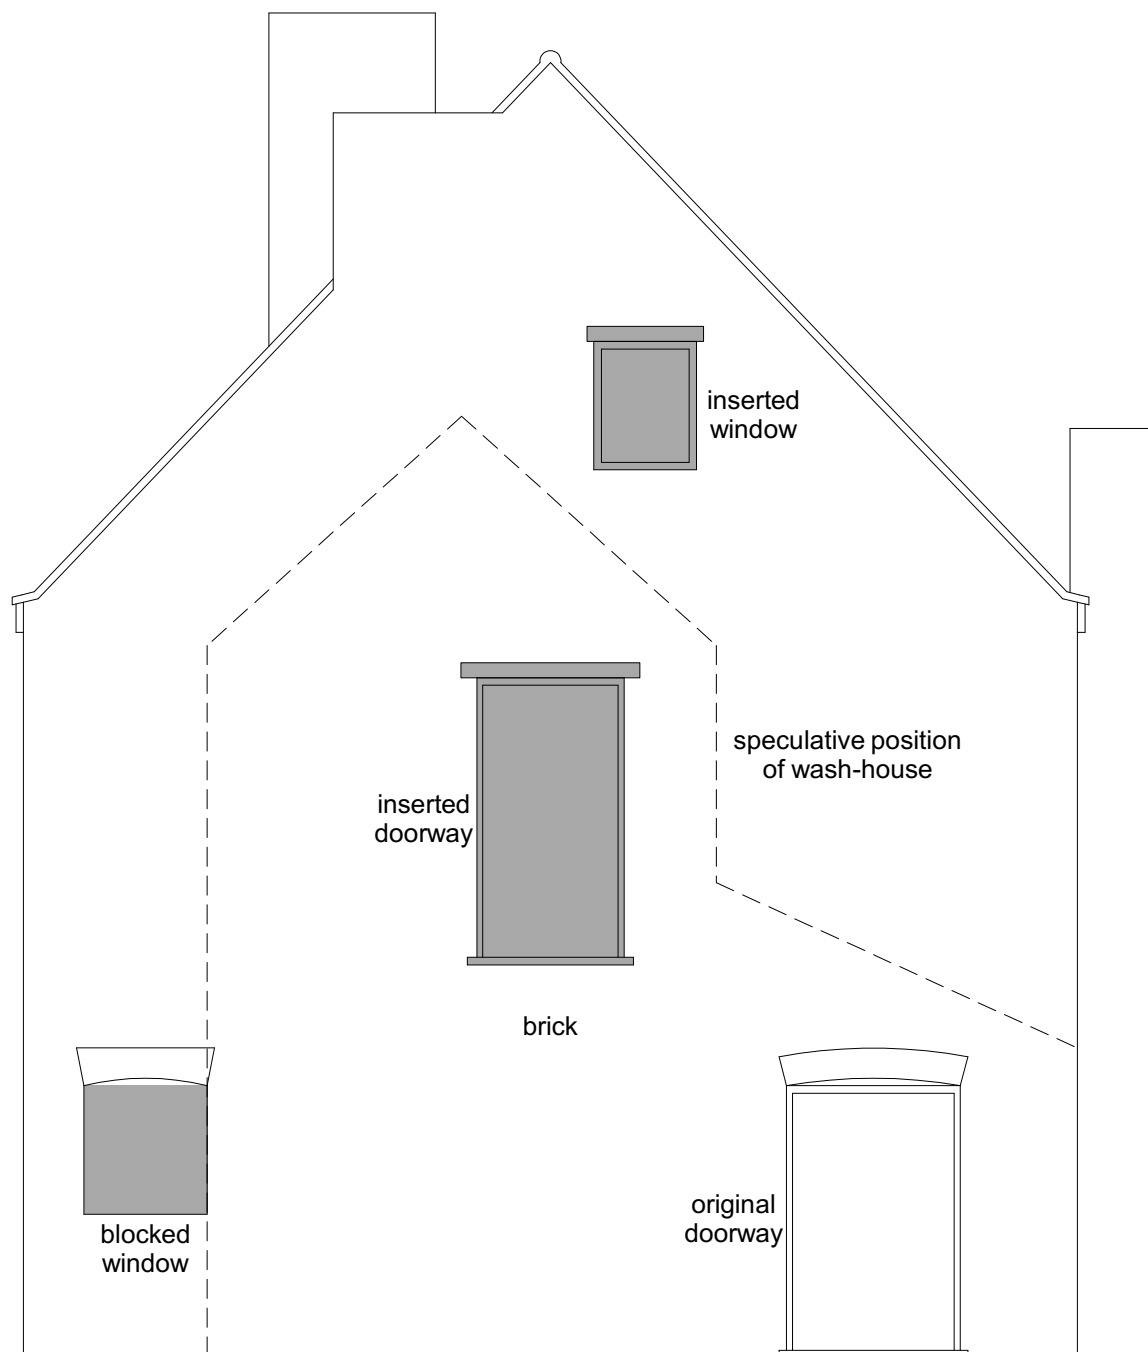 inserted
window
speculative position
of wash-house
inserted
doorway
brick
original
doorway
blocked
window